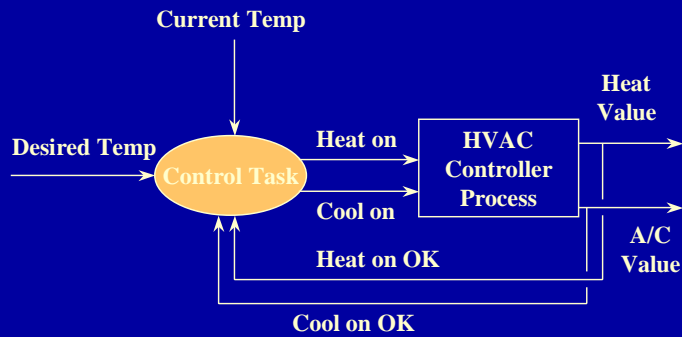 Current Temp
Heat
Value
Desired Temp
Heat on
HVAC
Controller
Process
Control Task
Cool on
A/C
Value
Heat on OK
Cool on OK